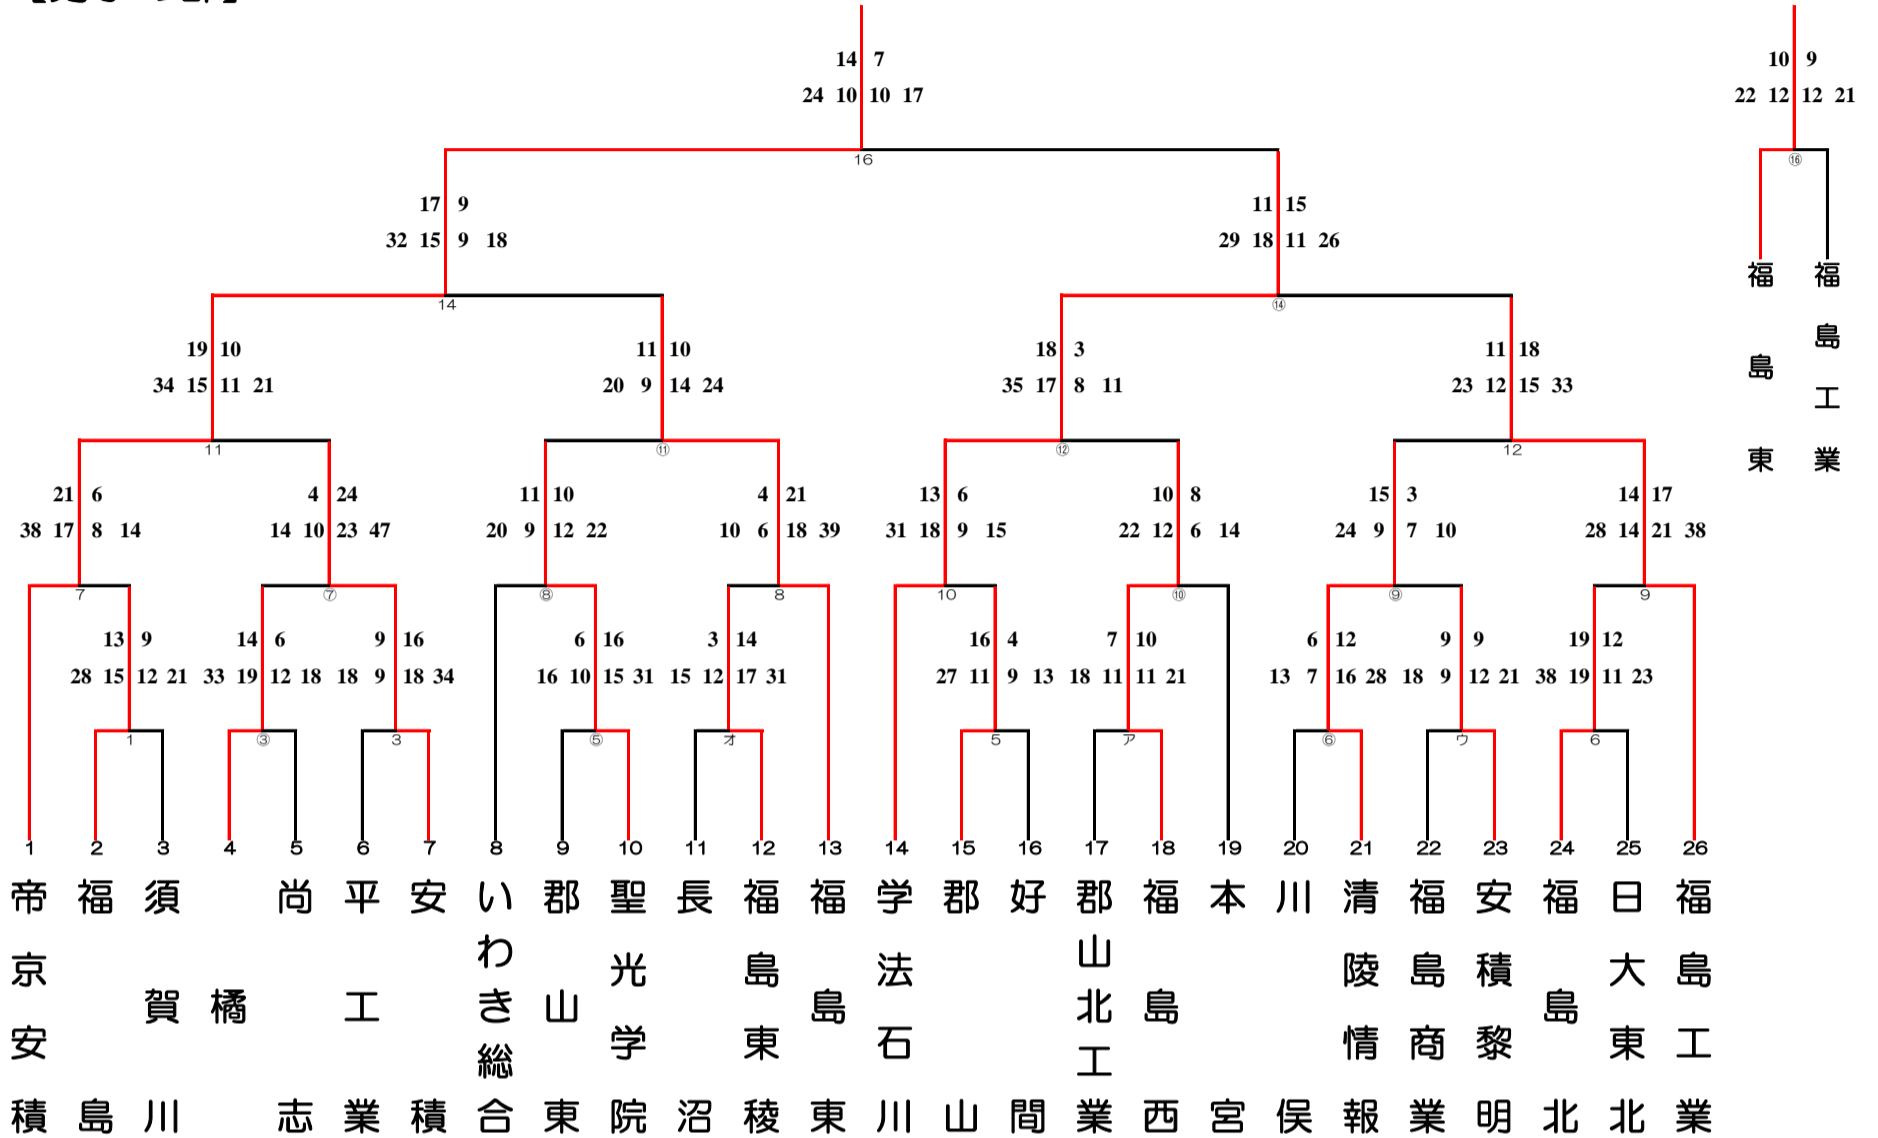 14 7 10 9
24 10 10 17 22 12 12 21
16 ⑯
17 9 11 15
32 15 9 18 29 18 11 26
14 ⑭
19 10 11 10 18 3 11 18
34 15 11 21 20 9 14 24 35 17 8 11 23 12 15 33
11 ⑪ ⑫ 12
21 6 4 24 11 10 4 21 13 6 10 8 15 3 14 17
38 17 8 14 14 10 23 47 20 9 12 22 10 6 18 39 31 18 9 15 22 12 6 14 24 9 7 10 28 14 21 38
7 ⑦ ⑧ 8 10 ⑩ ⑨ 9
13 9 14 6 9 16 6 16 3 14 16 4 7 10 6 12 9 9 19 12
28 15 12 21 33 19 12 18 18 9 18 34 16 10 15 31 15 12 17 31 27 11 9 13 18 11 11 21 13 7 16 28 18 9 12 21 38 19 11 23
1 ③ 3 ⑤ オ 5 ア ⑥ ウ 6
1 2 3 4 5 6 7 8 9 10 11 12 13 14 15 16 17 18 19 20 21 22 23 24 25 26
帝京安積
福島
須賀川
橘
尚志
平工業
安積
いわき総合
郡山東
聖光学院
長沼
福島東稜
福島東
学法石川
郡山
好間
郡山北工業
福島西
本宮
川俣
清陵情報
福島商業
安積黎明
福島北
日大東北
福島工業
福島東
福島工業